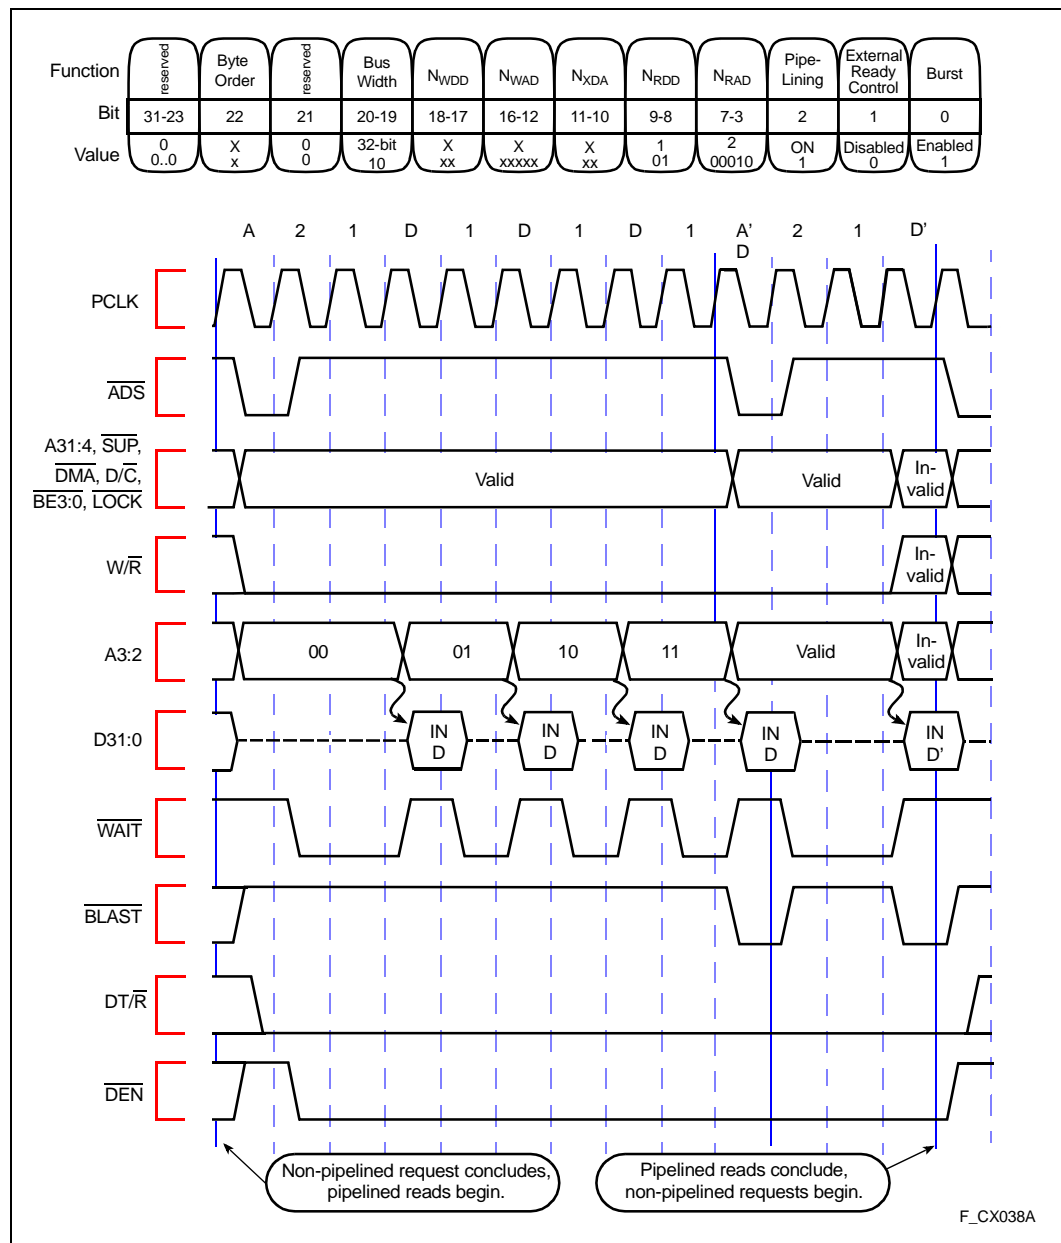 Function reserved Byte Order reserved Bus Width NWDD NWAD NXDA NRDD NRAD Pipe-Lining External Ready Control Burst
Bit 31-23 22 21 20-19 18-17 16-12 11-10 9-8 7-3 2 1 0
Value 0 X 0 32-bit X X X 1 2 ON Disabled Enabled
0..0 x 0 10 xx xxxxx xx 01 00010 1 0 1
A 2 1 D 1 D 1 D 1 A' 2 1 D'
D
PCLK
ADS
A31:4, SUP,
DMA, D/C,
BE3:0, LOCK
Valid Valid In-valid
W/R
In-valid
A3:2 00 01 10 11 Valid In-valid
D31:0 IN D IN D IN D IN D IN D'
WAIT
BLAST
DT/R
DEN
Non-pipelined request concludes,
pipelined reads begin.
Pipelined reads conclude,
non-pipelined requests begin.
F_CX038A